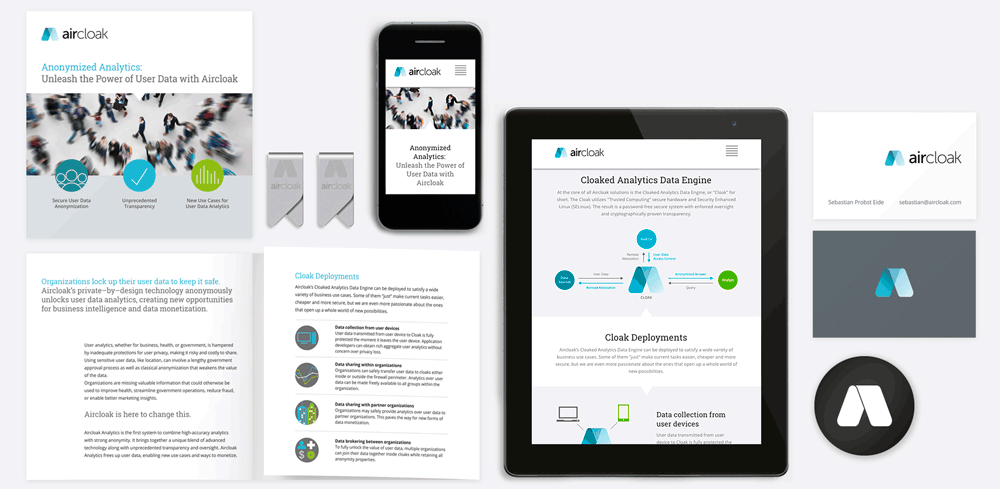 aircloak
Anonymized Analytics:
Unleash the Power of User Data with Aircloak
Secure User Data
Anonymization
Unprecedented
Transparency
New Use Cases for
User Data Analytics
aircloak
aircloak
aircloak
Anonymized
Analytics:
Unleash the Power of
User Data with
Aircloak
aircloak
Cloaked Analytics Data Engine
At the core of all Aircloak solutions is the Cloaked Analytics Data Engine, or "Cloak" for
short. The Cloak utilizes "Trusted Computing" secure hardware and Security Enhanced
Linux (SELinux). The result is a password-free secure system with enforced oversight
and cryptographically proven transparency.
Remote
Attestation
User Data
Access Control
User Data
Aircloak Attestation
Anonymized Answer
Query
Analyst
CLOAK
Cloak Deployments
Aircloak's Cloaked Analytics Data Engine can be deployed to satisfy a wide variety of
business use cases. Some of them "just" make current tasks easier, cheaper and more
secure, but we are even more passionate about the ones that open up a whole world of
new possibilities.
Data collection from
user devices
User data transmitted from user
device to Cloak is fully protected the
aircloak
Sebastian Probst Eide
sebastian@aircloak.com
Organizations lock up their user data to keep it safe.
Aircloak's private–by–design technology anonymously
unlocks user data analytics, creating new opportunities
for business intelligence and data monetization.
User analytics, whether for business, health, or government, is hampered
by inadequate protections for user privacy, making it risky and costly to share.
Using sensitive user data, like location, can involve a lengthy government
approval process as well as classical anonymization that weakens the value
of the data.
Organizations are missing valuable information that could otherwise be
used to improve health, streamline government operations, reduce fraud,
or enable better marketing insights.
Aircloak is here to change this.
Aircloak Analytics is the first system to combine high-accuracy analytics
with strong anonymity. It brings together a unique blend of advanced
technology along with unprecedented transparency and oversight. Aircloak
Analytics frees up user data, enabling new use cases and ways to monetize.
Cloak Deployments
Aircloak's Cloaked Analytics Data Engine can be deployed to satisfy a wide
variety of business use cases. Some of them "just" make current tasks easier,
cheaper and more secure, but we are even more passionate about the ones
that open up a whole world of new possibilities.
Data collection from user devices
User data transmitted from user device to Cloak is fully
protected the moment it leaves the user device. Application
developers can obtain rich aggregate user analytics without
concern over privacy loss.
Data sharing within organizations
Organizations can safely transfer user data to cloaks either
inside or outside the firewall perimeter. Analytics over user
data can be made freely available to all groups within the
organization.
Data sharing with partner organizations
Organizations may safely provide analytics over user data to
partner organizations. This paves the way for new forms of
data monetization.
Data brokering between organizations
To fully unlock the value of user data, multiple organizations
can join their data together inside cloaks while retaining all
anonymity properties.